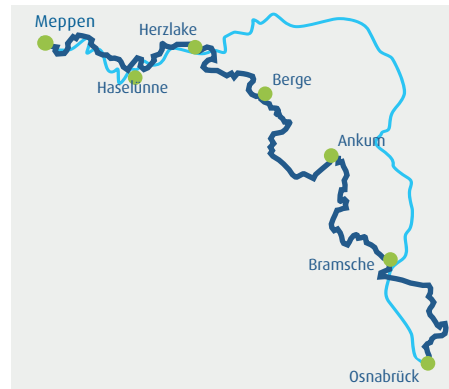 Meppen
Herzlake
Haselünne
Berge
Ankum
Bramsche
Osnabrück